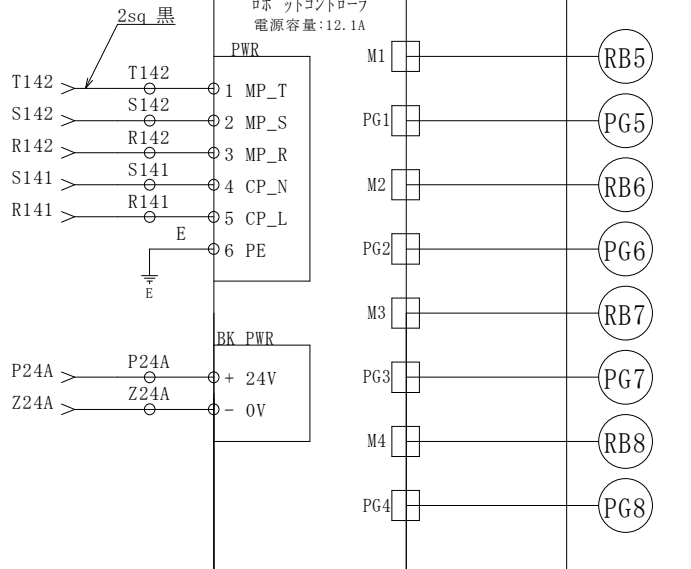 ロボットコントローラ
電源容量:12.1A
2sq 黒
PWR
T142 T142 1 MP_T
S142 S142 2 MP_S
R142 R142 3 MP_R
S141 S141 4 CP_N
R141 R141 5 CP_L
E 6 PE
E
BK PWR
P24A P24A + 24V
Z24A Z24A - 0V
M1 RB5
PG1 PG5
M2 RB6
PG2 PG6
M3 RB7
PG3 PG7
M4 RB8
PG4 PG8